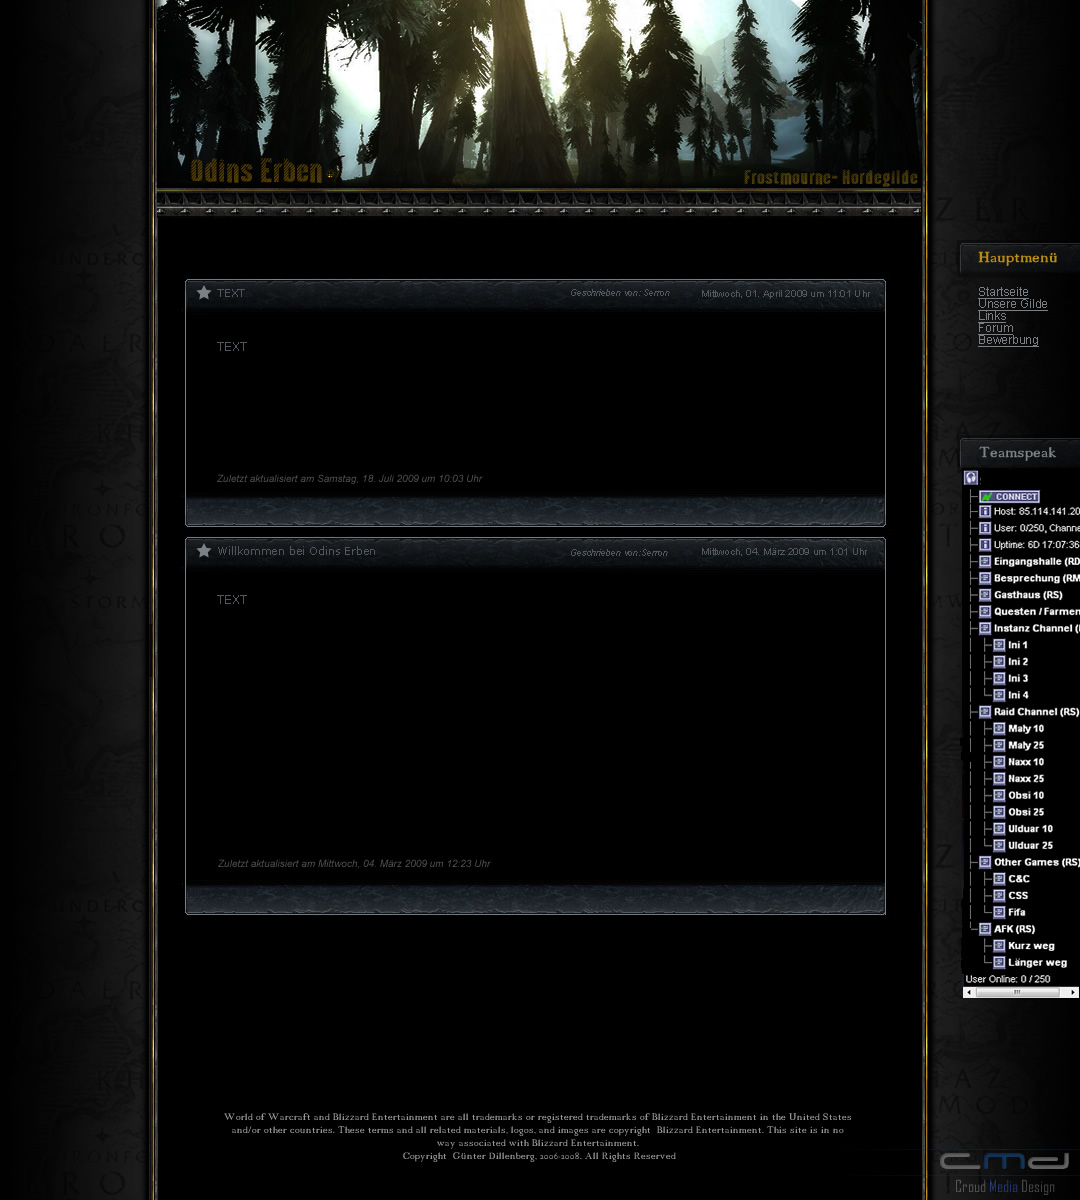 Odins Erben
Frostmourne- Hordegilde
TEXT
Geschrieben von: Serron
Mittwoch, 01. April 2009 um 11:01 Uhr
TEXT
Zuletzt aktualisiert am Samstag, 18. Juli 2009 um 10:03 Uhr
Willkommen bei Odins Erben
Geschrieben von:Serron
Mittwoch, 04. März 2009 um 1:01 Uhr
TEXT
Zuletzt aktualisiert am Mittwoch, 04. März 2009 um 12:23 Uhr
Hauptmenü
Startseite
Unsere Gilde
Links
Forum
Bewerbung
Teamspeak
CONNECT
Host: 85.114.141.20
User: 0/250, Channe
Uptime: 6D 17:07:36
Eingangshalle (RD
Besprechung (RM
Gasthaus (RS)
Questen / Farmen
Instanz Channel (
Ini 1
Ini 2
Ini 3
Ini 4
Raid Channel (RS)
Maly 10
Maly 25
Naxx 10
Naxx 25
Obsi 10
Obsi 25
Ulduar 10
Ulduar 25
Other Games (RS)
C&C
CSS
Fifa
AFK (RS)
Kurz weg
Länger weg
User Online: 0 / 250
World of Warcraft and Blizzard Entertainment are all trademarks or registered trademarks of Blizzard Entertainment in the United States
and/or other countries. These terms and all related materials, logos, and images are copyright Blizzard Entertainment. This site is in no
way associated with Blizzard Entertainment.
Copyright Günter Dillenberg, 2006-2008. All Rights Reserved
cmd
Croud Media Design